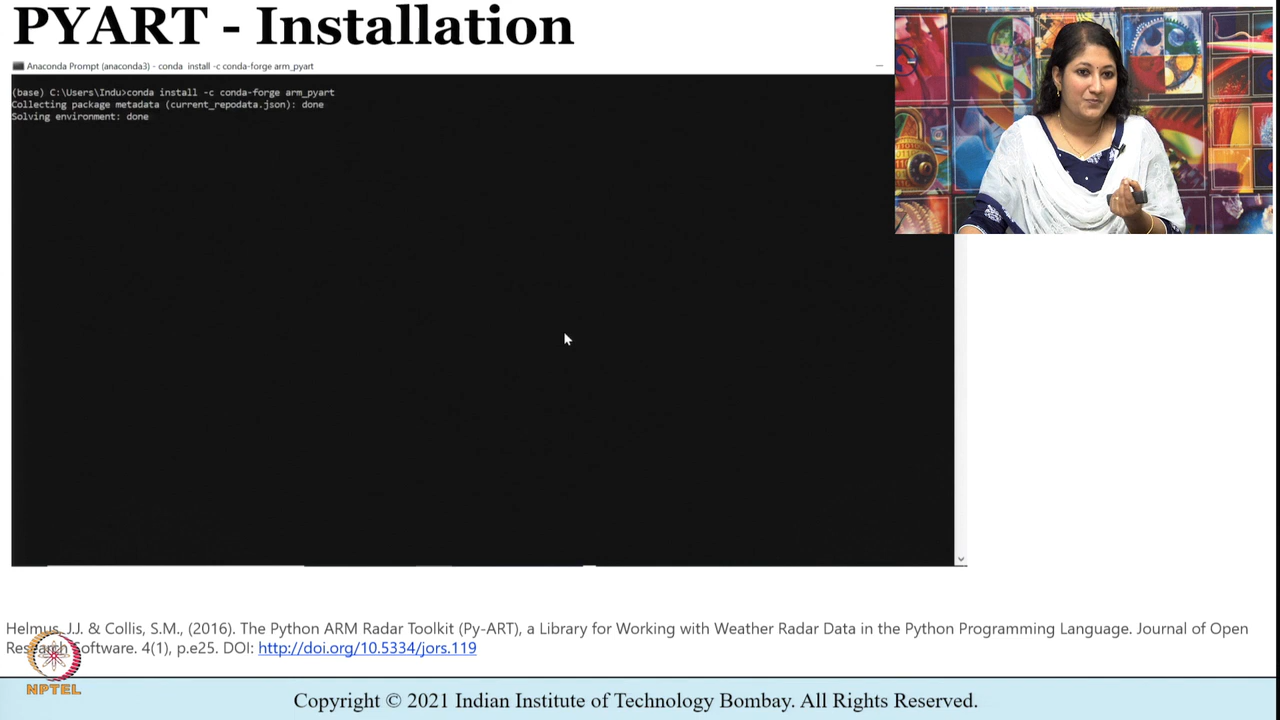 PYART - Installation
Anaconda Prompt (anaconda3) - conda install -c conda-forge arm_pyart
(base) C:\Users\Indu>conda install -c conda-forge arm_pyart
Collecting package metadata (current_repodata.json): done
Solving environment: done
Helmus, J.J. & Collis, S.M., (2016). The Python ARM Radar Toolkit (Py-ART), a Library for Working with Weather Radar Data in the Python Programming Language. Journal of Open
Research Software. 4(1), p.e25. DOI: http://doi.org/10.5334/jors.119
NPTEL
Copyright © 2021 Indian Institute of Technology Bombay. All Rights Reserved.